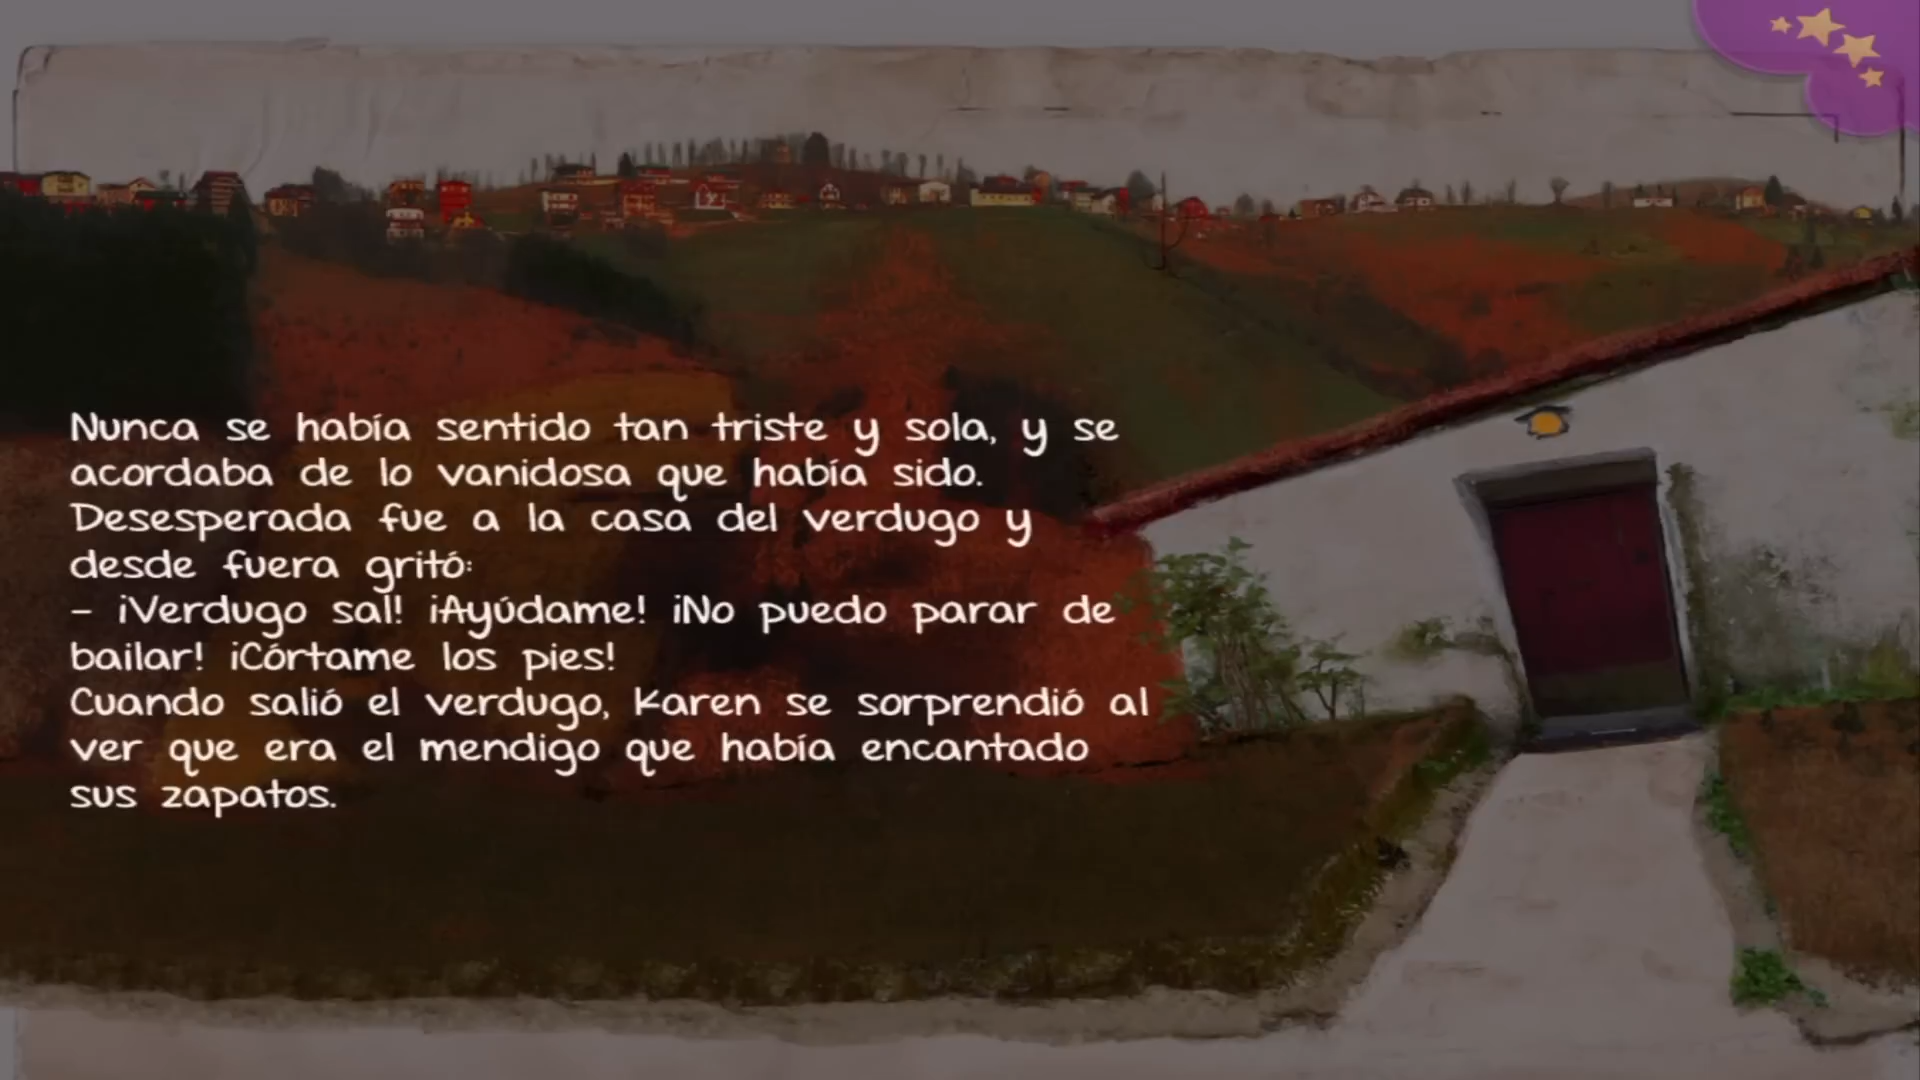 Nunca se había sentido tan triste y sola, y se
acordaba de lo vanidosa que había sido.
Desesperada fue a la casa del verdugo y
desde fuera gritó:
- ¡Verdugo sal! ¡Ayúdame! ¡No puedo parar de
bailar! ¡Córtame los pies!
Cuando salió el verdugo, Karen se sorprendió al
ver que era el mendigo que había encantado
sus zapatos.